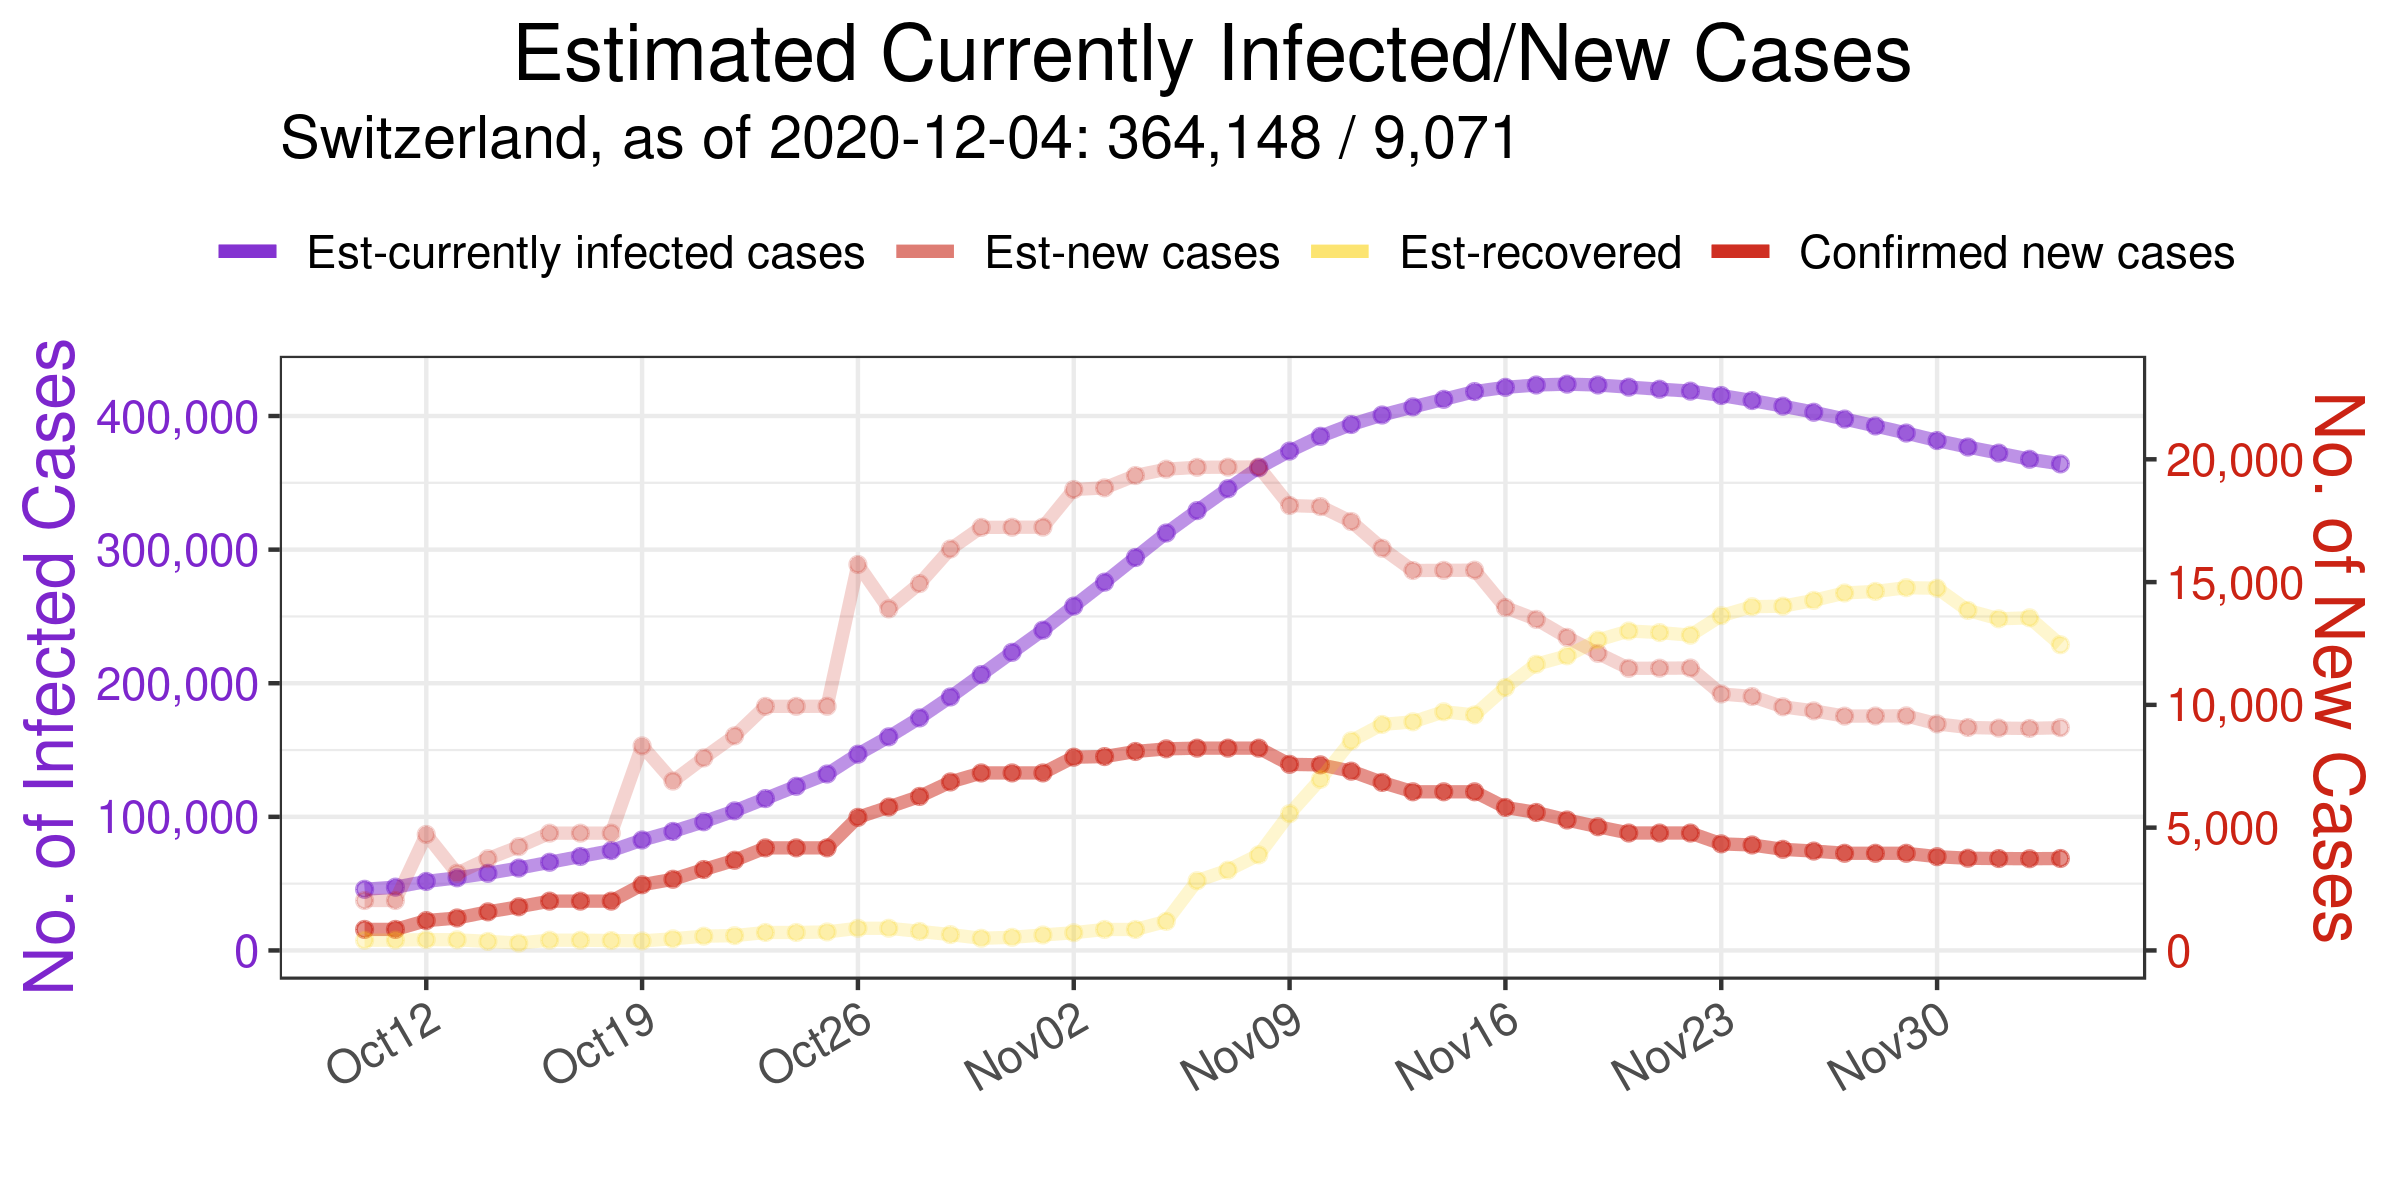 Estimated Currently Infected/New Cases
Switzerland, as of 2020-12-04: 364,148 / 9,071
Est-currently infected cases Est-new cases Est-recovered Confirmed new cases
No. of Infected Cases
400,000
300,000
200,000
100,000
0
20,000
15,000
10,000
5,000
0
No. of New Cases
Oct12 Oct19 Oct26 Nov02 Nov09 Nov16 Nov23 Nov30